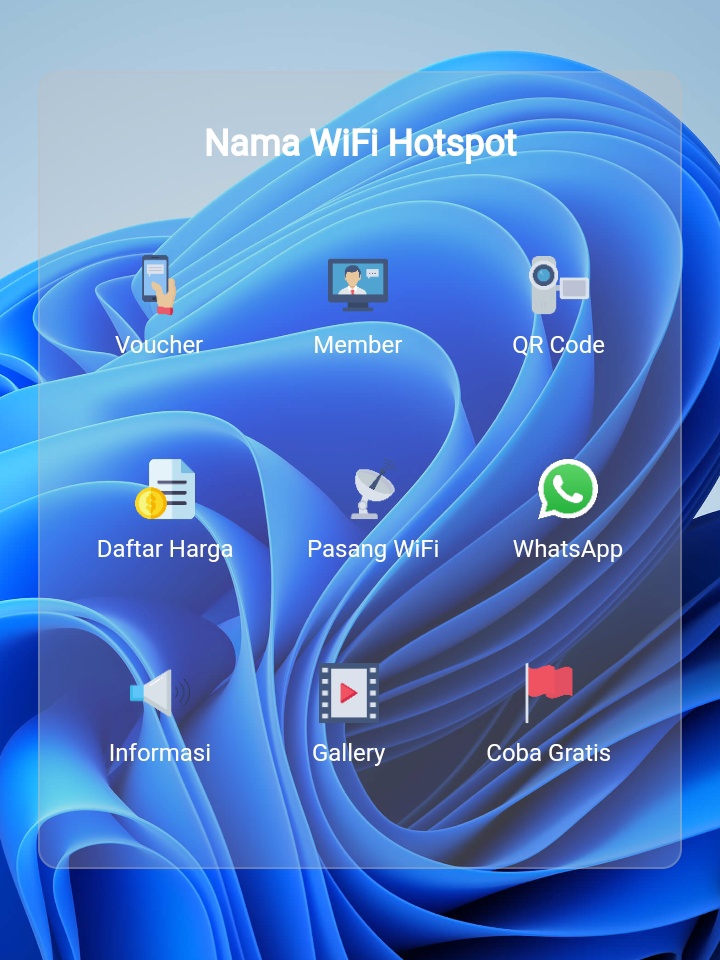 Nama WiFi Hotspot
Voucher
Member
QR Code
Daftar Harga
Pasang WiFi
WhatsApp
Informasi
Gallery
Coba Gratis